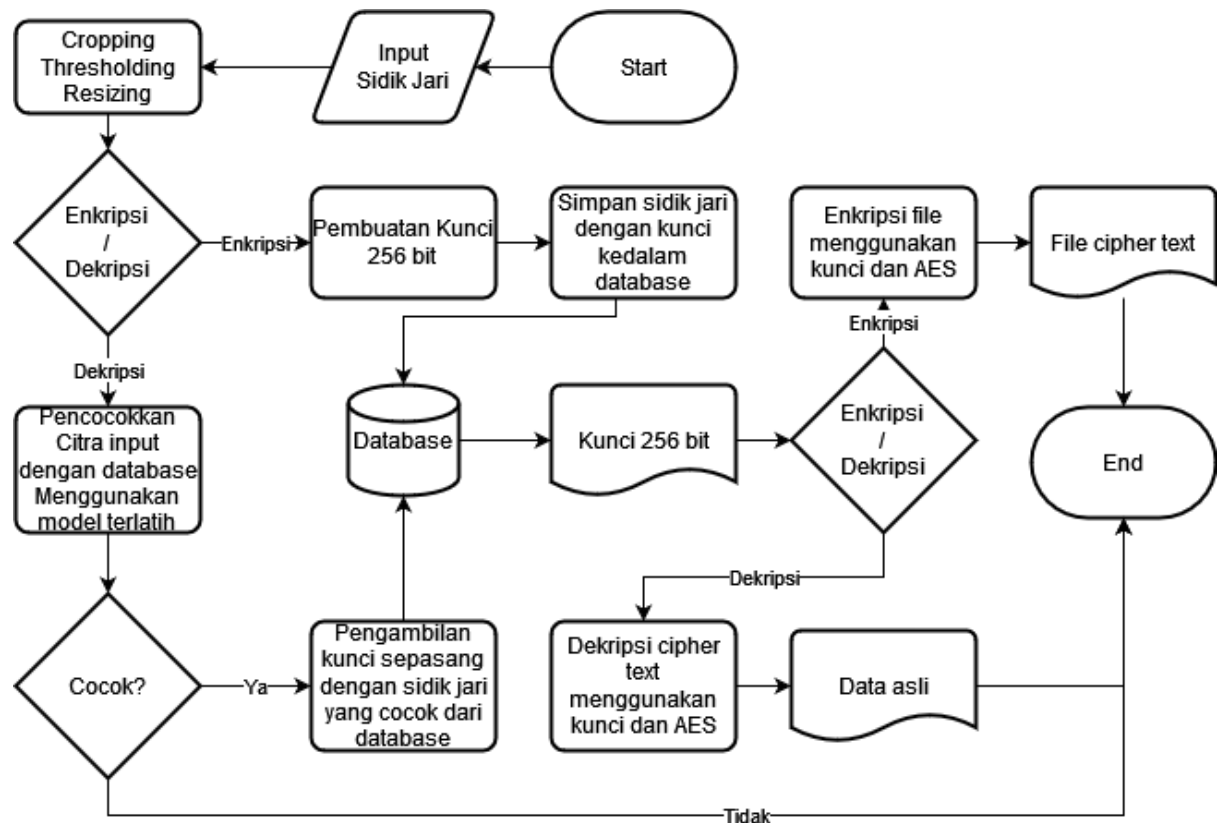 Cropping
Thresholding
Resizing
Input
Sidik Jari
Start
Enkripsi
/
Dekripsi
Enkripsi
Pembuatan Kunci
256 bit
Simpan sidik jari
dengan kunci
kedalam
database
Enkripsi file
menggunakan
kunci dan AES
File cipher text
Enkripsi
Dekripsi
Pencocokkan
Citra input
dengan database
Menggunakan
model terlatih
Database
Kunci 256 bit
Enkripsi
/
Dekripsi
End
Dekripsi
Cocok?
Ya
Pengambilan
kunci sepasang
dengan sidik jari
yang cocok dari
database
Dekripsi cipher
text
menggunakan
kunci dan AES
Data asli
Tidak